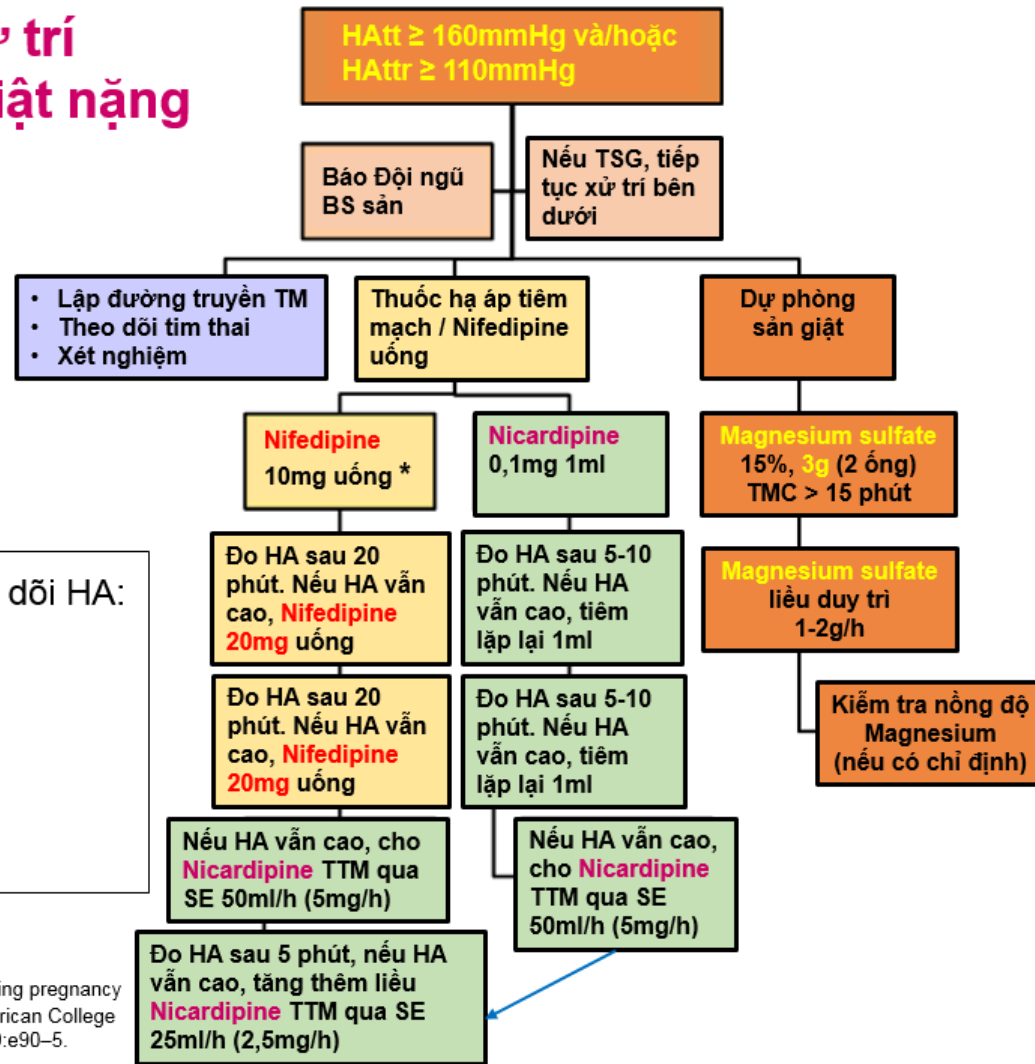 trí
iật nặng
HAtt ≥ 160mmHg và/hoặc
HAttr ≥ 110mmHg
Báo Đội ngũ
BS sản
Nếu TSG, tiếp
tục xử trí bên
dưới
• Lập đường truyền TM
• Theo dõi tim thai
• Xét nghiệm
Thuốc hạ áp tiêm
mạch / Nifedipine
uống
Dự phòng
sản giật
Nifedipine
10mg uống *
Nicardipine
0,1mg 1ml
Magnesium sulfate
15%, 3g (2 ống)
TMC > 15 phút
Đo HA sau 20
phút. Nếu HA vẫn
cao, Nifedipine
20mg uống
Đo HA sau 5-10
phút. Nếu HA
vẫn cao, tiêm
lặp lại 1ml
Magnesium sulfate
liều duy trì
1-2g/h
dõi HA:
Đo HA sau 20
phút. Nếu HA vẫn
cao, Nifedipine
20mg uống
Đo HA sau 5-10
phút. Nếu HA
vẫn cao, tiêm
lặp lại 1ml
Kiểm tra nồng độ
Magnesium
(nếu có chỉ định)
Nếu HA vẫn cao, cho
Nicardipine TTM qua
SE 50ml/h (5mg/h)
Nếu HA vẫn cao,
cho Nicardipine
TTM qua SE
50ml/h (5mg/h)
Đo HA sau 5 phút, nếu HA
vẫn cao, tăng thêm liều
Nicardipine TTM qua SE
25ml/h (2,5mg/h)
ing pregnancy
rican College
:e90–5.